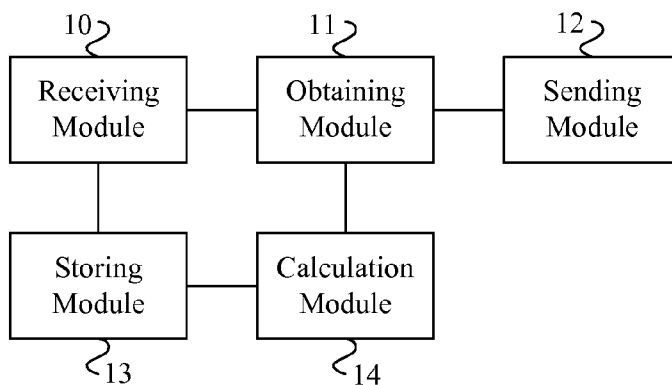 10
11
12
Receiving
Module
Obtaining
Module
Sending
Module
Storing
Module
Calculation
Module
13
14